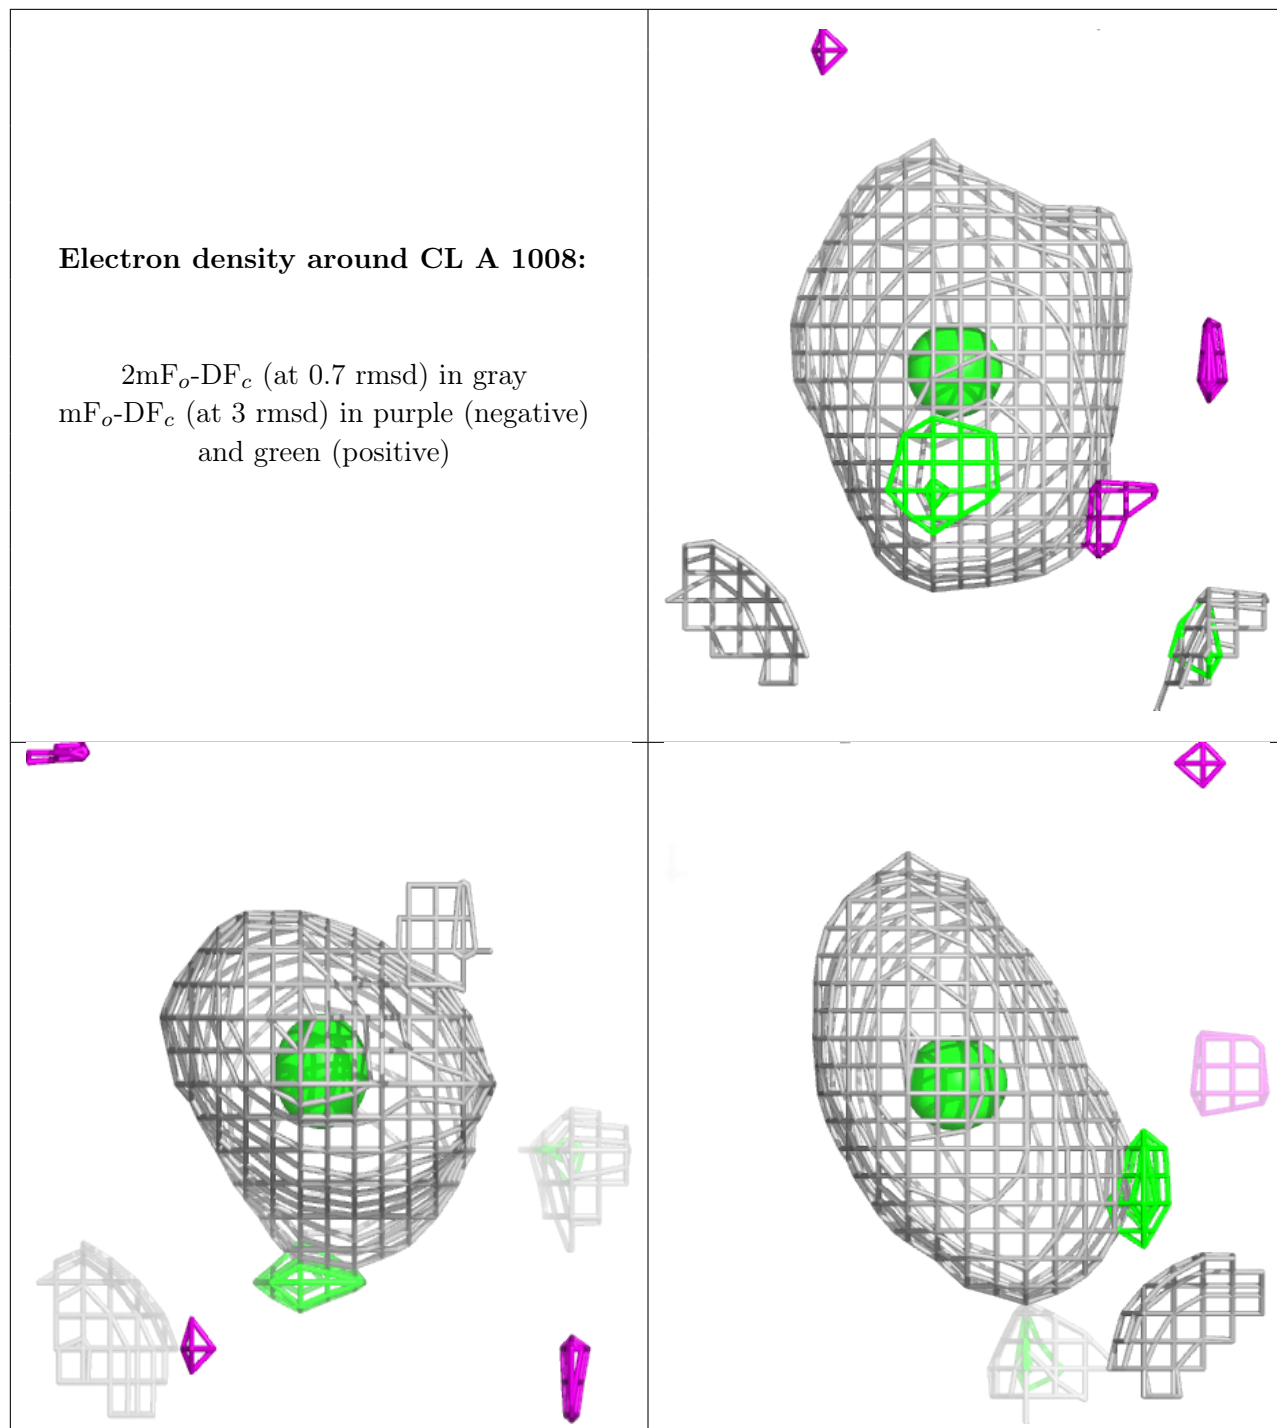 Electron density around CL A 1008:
2mFo-DFc (at 0.7 rmsd) in gray
mFo-DFc (at 3 rmsd) in purple (negative)
and green (positive)